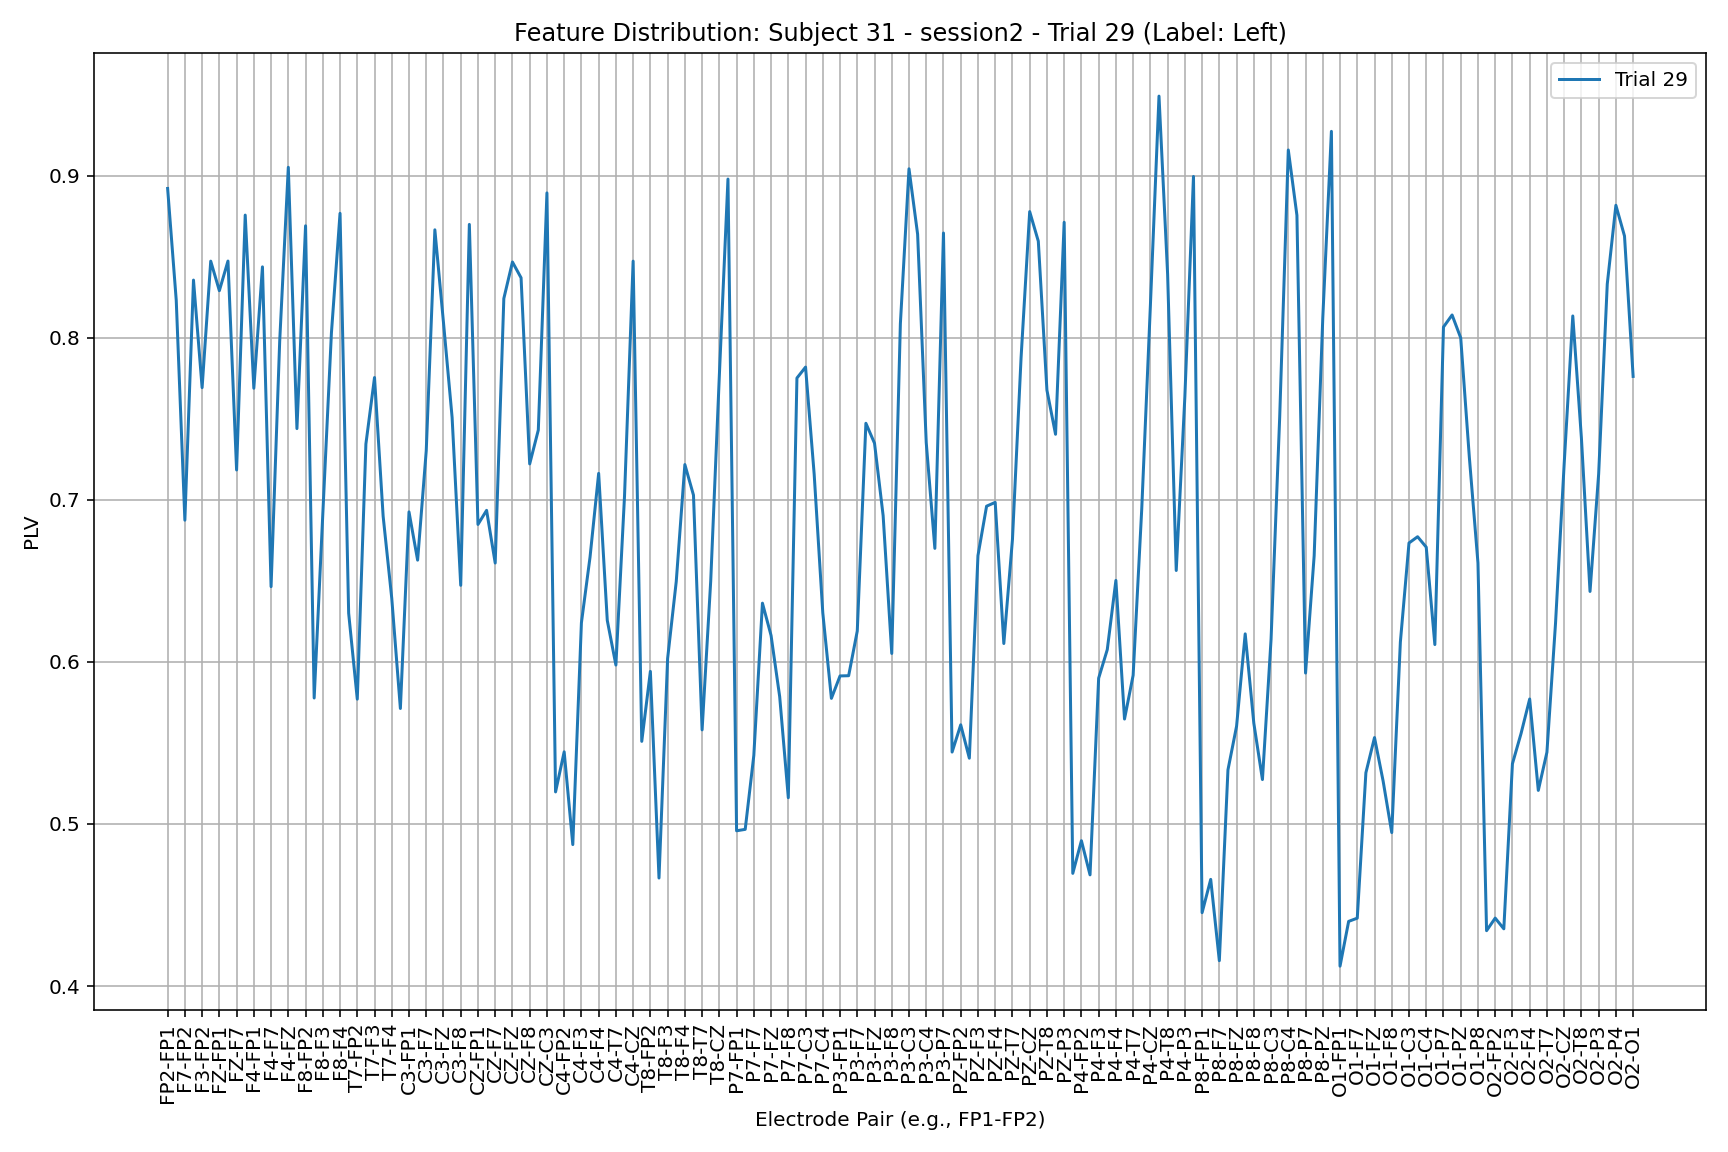 Feature Distribution: Subject 31 - session2 - Trial 29 (Label: Left)
Trial 29
PLV
0.9
0.8
0.7
0.6
0.5
0.4
FP2-FP1
F7-FP2
F3-FP2
FZ-FP1
FZ-F7
F4-FP1
F4-F7
F4-FZ
F8-FP2
F8-F3
F8-F4
T7-FP2
T7-F3
T7-F4
C3-FP1
C3-F7
C3-FZ
C3-F8
CZ-FP1
CZ-F7
CZ-FZ
CZ-F8
CZ-C3
C4-FP2
C4-F3
C4-F4
C4-T7
C4-CZ
T8-FP2
T8-F3
T8-F4
T8-T7
T8-CZ
P7-FP1
P7-F7
P7-FZ
P7-F8
P7-C3
P7-C4
P3-FP1
P3-F7
P3-FZ
P3-F8
P3-C3
P3-C4
P3-P7
PZ-FP2
PZ-F3
PZ-F4
PZ-T7
PZ-CZ
PZ-T8
PZ-P3
P4-FP2
P4-F3
P4-F4
P4-T7
P4-CZ
P4-T8
P4-P3
P8-FP1
P8-F7
P8-FZ
P8-F8
P8-C3
P8-C4
P8-P7
P8-PZ
O1-FP1
O1-F7
O1-FZ
O1-F8
O1-C3
O1-C4
O1-P7
O1-PZ
O1-P8
O2-FP2
O2-F3
O2-F4
O2-T7
O2-CZ
O2-T8
O2-P3
O2-P4
O2-O1
Electrode Pair (e.g., FP1-FP2)